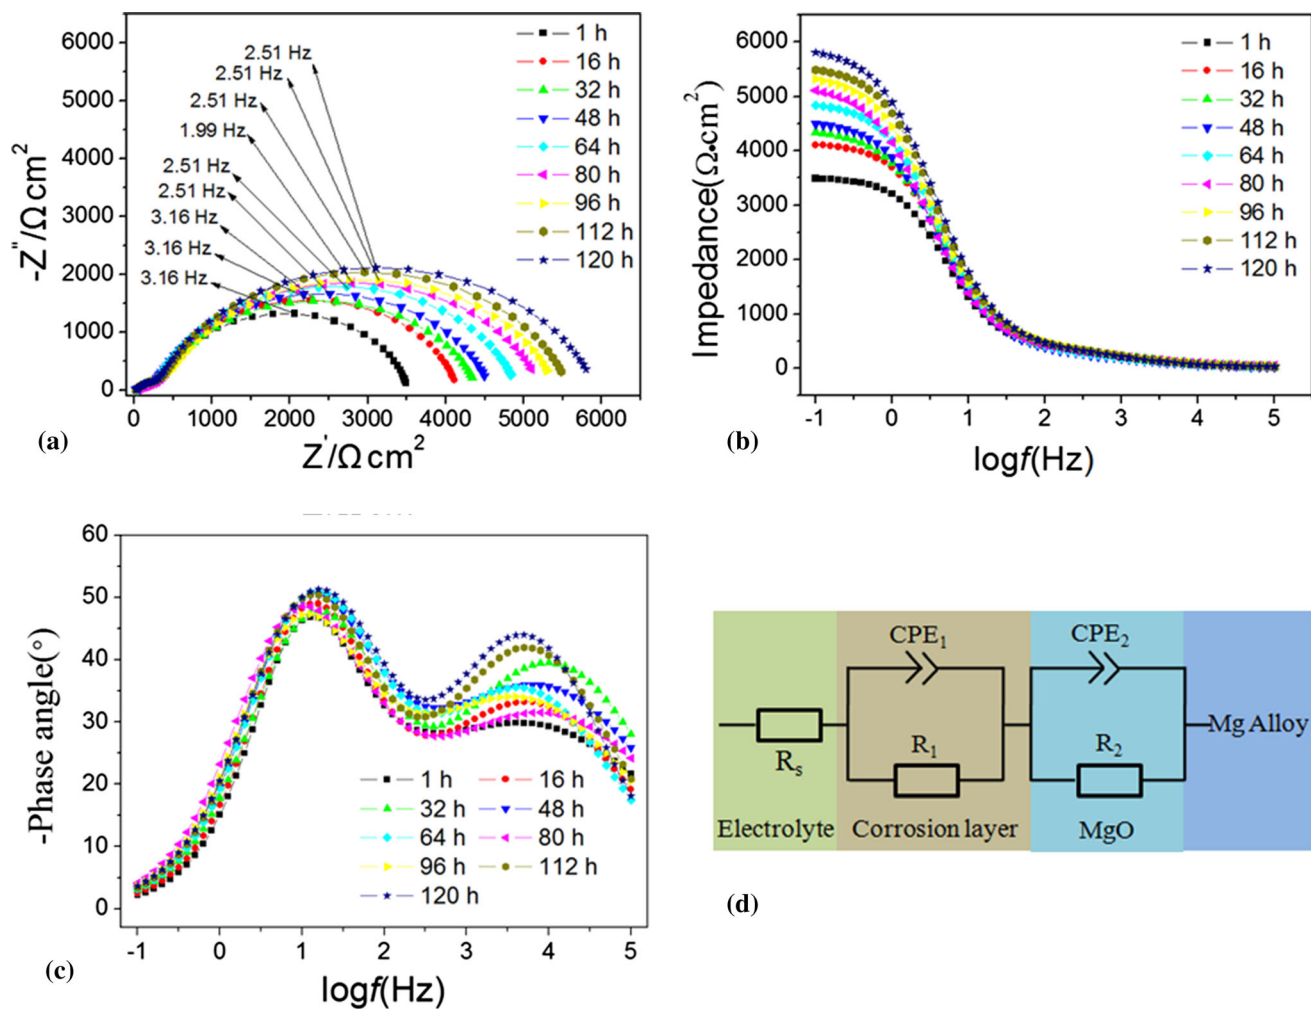 (a)
-Z''/Ω cm²
6000
5000
4000
3000
2000
1000
0
0 1000 2000 3000 4000 5000 6000
Z'/Ω cm²
2.51 Hz
2.51 Hz
2.51 Hz
1.99 Hz
2.51 Hz
2.51 Hz
3.16 Hz
3.16 Hz
3.16 Hz
1 h
16 h
32 h
48 h
64 h
80 h
96 h
112 h
120 h
(b)
Impedance(Ω•cm²)
6000
5000
4000
3000
2000
1000
0
-1 0 1 2 3 4 5
logf(Hz)
1 h
16 h
32 h
48 h
64 h
80 h
96 h
112 h
120 h
(c)
-Phase angle(°)
60
50
40
30
20
10
0
-1 0 1 2 3 4 5
logf(Hz)
1 h 16 h
32 h 48 h
64 h 80 h
96 h 112 h
120 h
(d)
CPE₁ CPE₂
Rs R₁ R₂ Mg Alloy
Electrolyte Corrosion layer MgO